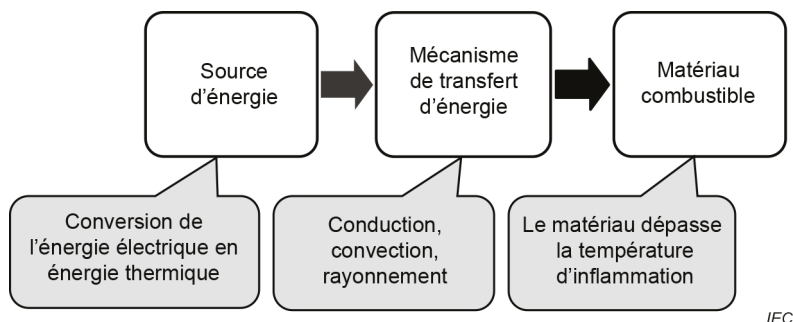 Source
d'énergie
Mécanisme
de transfert
d'énergie
Matériau
combustible
Conversion de
l'énergie électrique en
énergie thermique
Conduction,
convection,
rayonnement
Le matériau dépasse
la température
d'inflammation
IEC